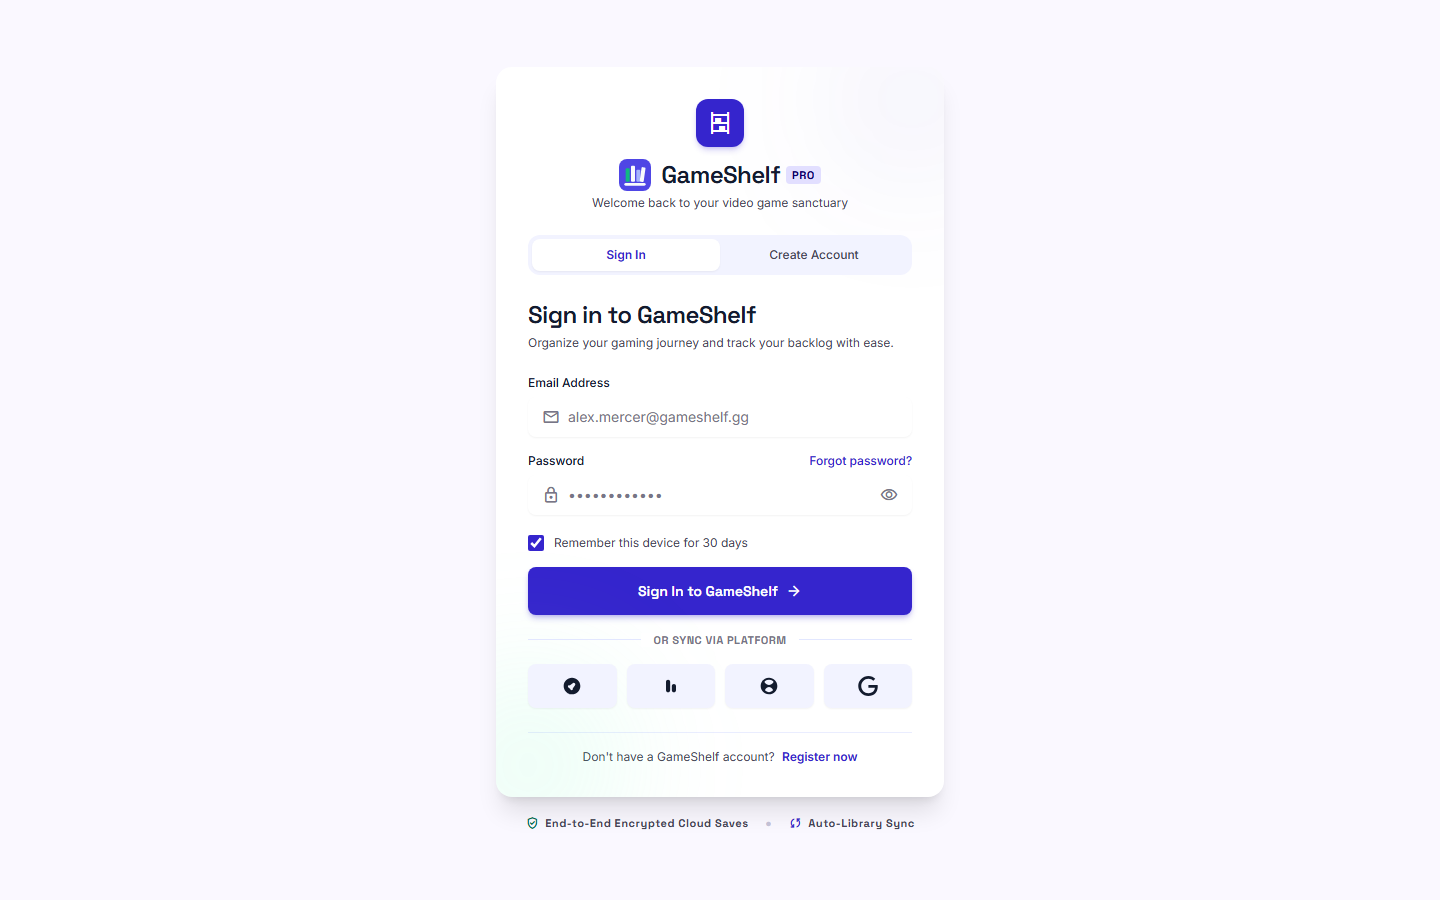 GameShelf PRO
Welcome back to your video game sanctuary
Sign In
Create Account
Sign in to GameShelf
Organize your gaming journey and track your backlog with ease.
Email Address
alex.mercer@gameshelf.gg
Password
Forgot password?
••••••••••••
Remember this device for 30 days
Sign In to GameShelf →
OR SYNC VIA PLATFORM
G
Don't have a GameShelf account? Register now
End-to-End Encrypted Cloud Saves • Auto-Library Sync